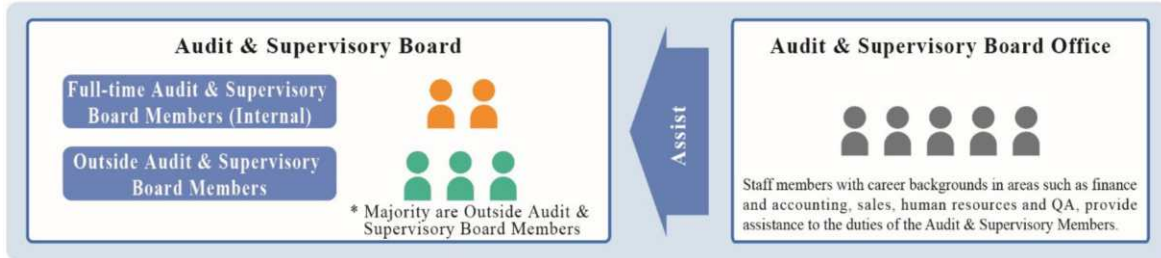 Audit & Supervisory Board
Full-time Audit & Supervisory
Board Members (Internal)
Outside Audit & Supervisory
Board Members
* Majority are Outside Audit &
Supervisory Board Members
Assist
Audit & Supervisory Board Office
Staff members with career backgrounds in areas such as finance
and accounting, sales, human resources and QA, provide
assistance to the duties of the Audit & Supervisory Members.